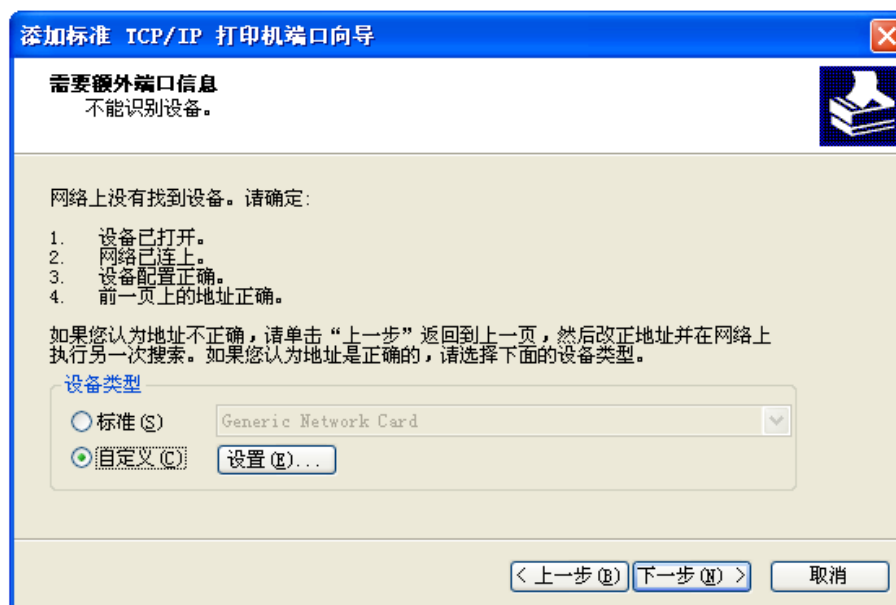 添加标准 TCP/IP 打印机端口向导
需要额外端口信息
不能识别设备。
网络上没有找到设备。请确定:
1. 设备已打开。
2. 网络已连上。
3. 设备配置正确。
4. 前一页上的地址正确。
如果您认为地址不正确，请单击“上一步”返回到上一页，然后改正地址并在网络上
执行另一次搜索。如果您认为地址是正确的，请选择下面的设备类型。
设备类型
标准(S) Generic Network Card
自定义(C) 设置(E)...
< 上一步(B) 下一步(N) > 取消